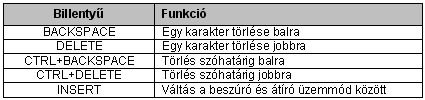 Billentyű Funkció
BACKSPACE Egy karakter törlése balra
DELETE Egy karakter törlése jobbra
CTRL+BACKSPACE Törlés szóhatárig balra
CTRL+DELETE Törlés szóhatárig jobbra
INSERT Váltás a beszúró és átíró üzemmód között